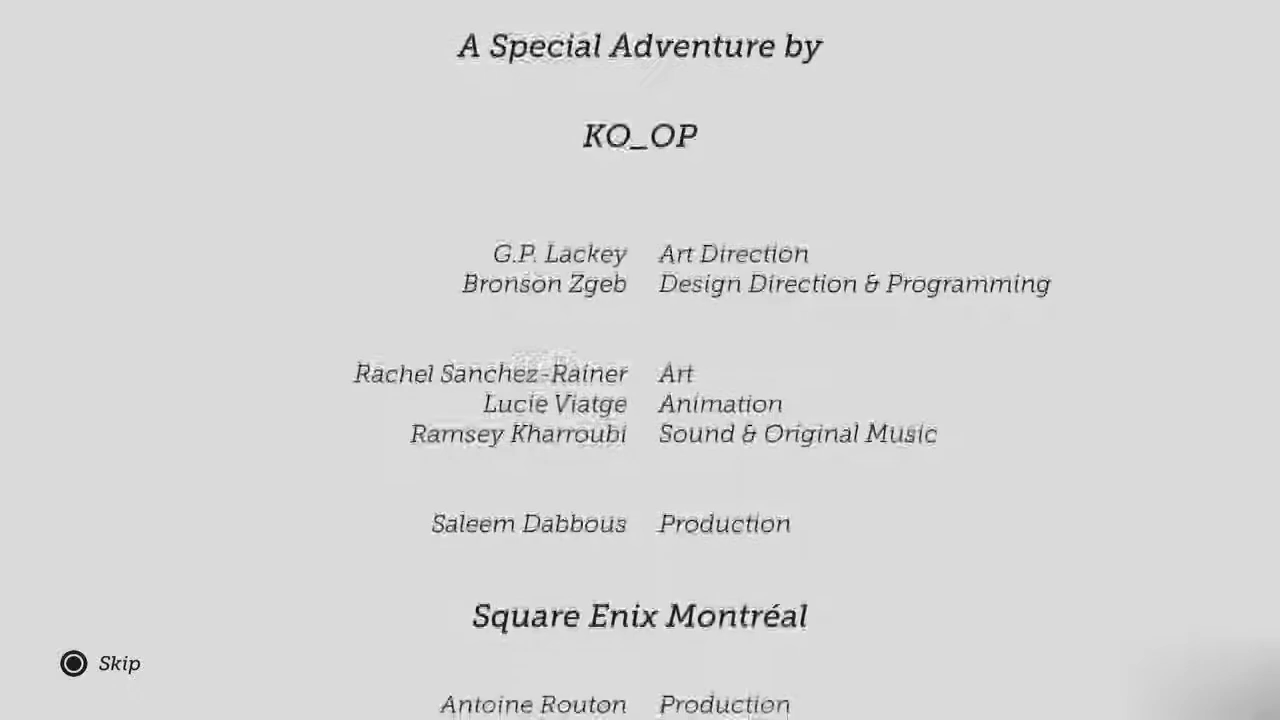 A Special Adventure by
KO_OP
G.P. Lackey Art Direction
Bronson Zgeb Design Direction & Programming
Rachel Sanchez-Rainer Art
Lucie Viatge Animation
Ramsey Kharroubi Sound & Original Music
Saleem Dabbous Production
Square Enix Montréal
Skip
Antoine Routon Production